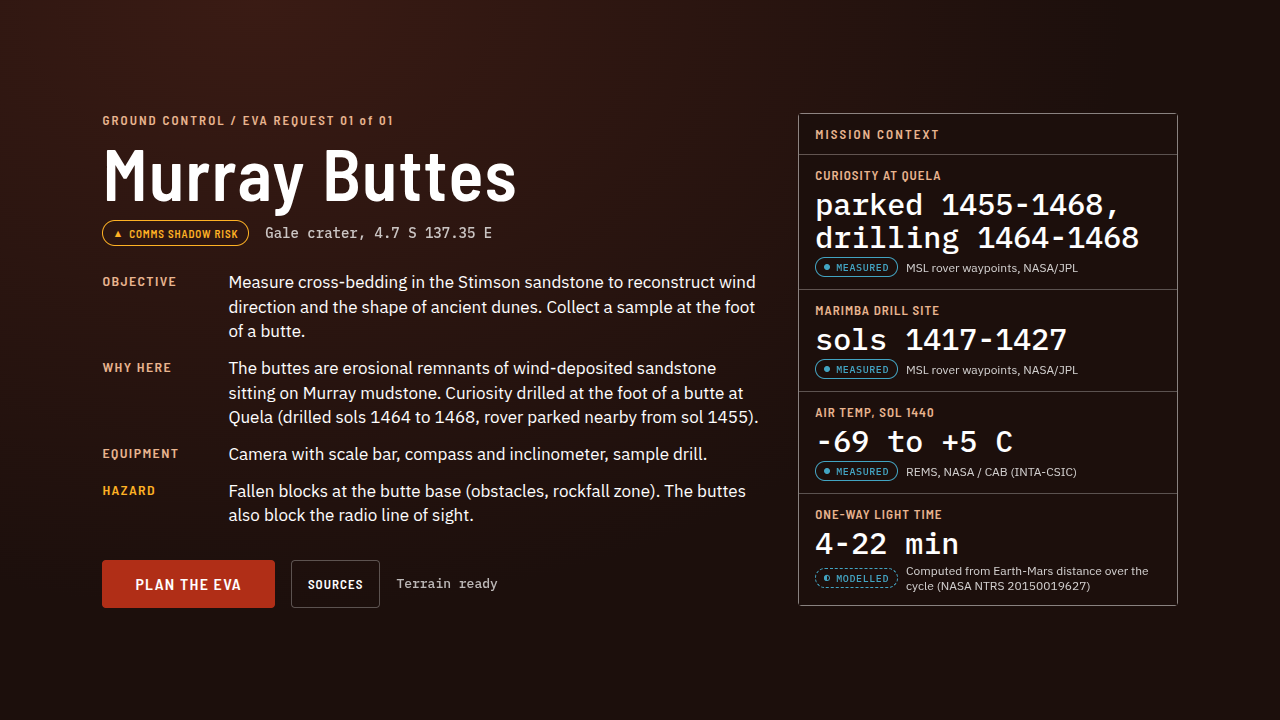 GROUND CONTROL / EVA REQUEST 01 of 01
Murray Buttes
▲ COMMS SHADOW RISK
Gale crater, 4.7 S 137.35 E
OBJECTIVE
Measure cross-bedding in the Stimson sandstone to reconstruct wind
direction and the shape of ancient dunes. Collect a sample at the foot
of a butte.
WHY HERE
The buttes are erosional remnants of wind-deposited sandstone
sitting on Murray mudstone. Curiosity drilled at the foot of a butte at
Quela (drilled sols 1464 to 1468, rover parked nearby from sol 1455).
EQUIPMENT
Camera with scale bar, compass and inclinometer, sample drill.
HAZARD
Fallen blocks at the butte base (obstacles, rockfall zone). The buttes
also block the radio line of sight.
PLAN THE EVA
SOURCES
Terrain ready
MISSION CONTEXT
CURIOSITY AT QUELA
parked 1455-1468,
drilling 1464-1468
MEASURED
MSL rover waypoints, NASA/JPL
MARIMBA DRILL SITE
sols 1417-1427
MEASURED
MSL rover waypoints, NASA/JPL
AIR TEMP, SOL 1440
-69 to +5 C
MEASURED
REMS, NASA / CAB (INTA-CSIC)
ONE-WAY LIGHT TIME
4-22 min
MODELLED
Computed from Earth-Mars distance over the
cycle (NASA NTRS 20150019627)